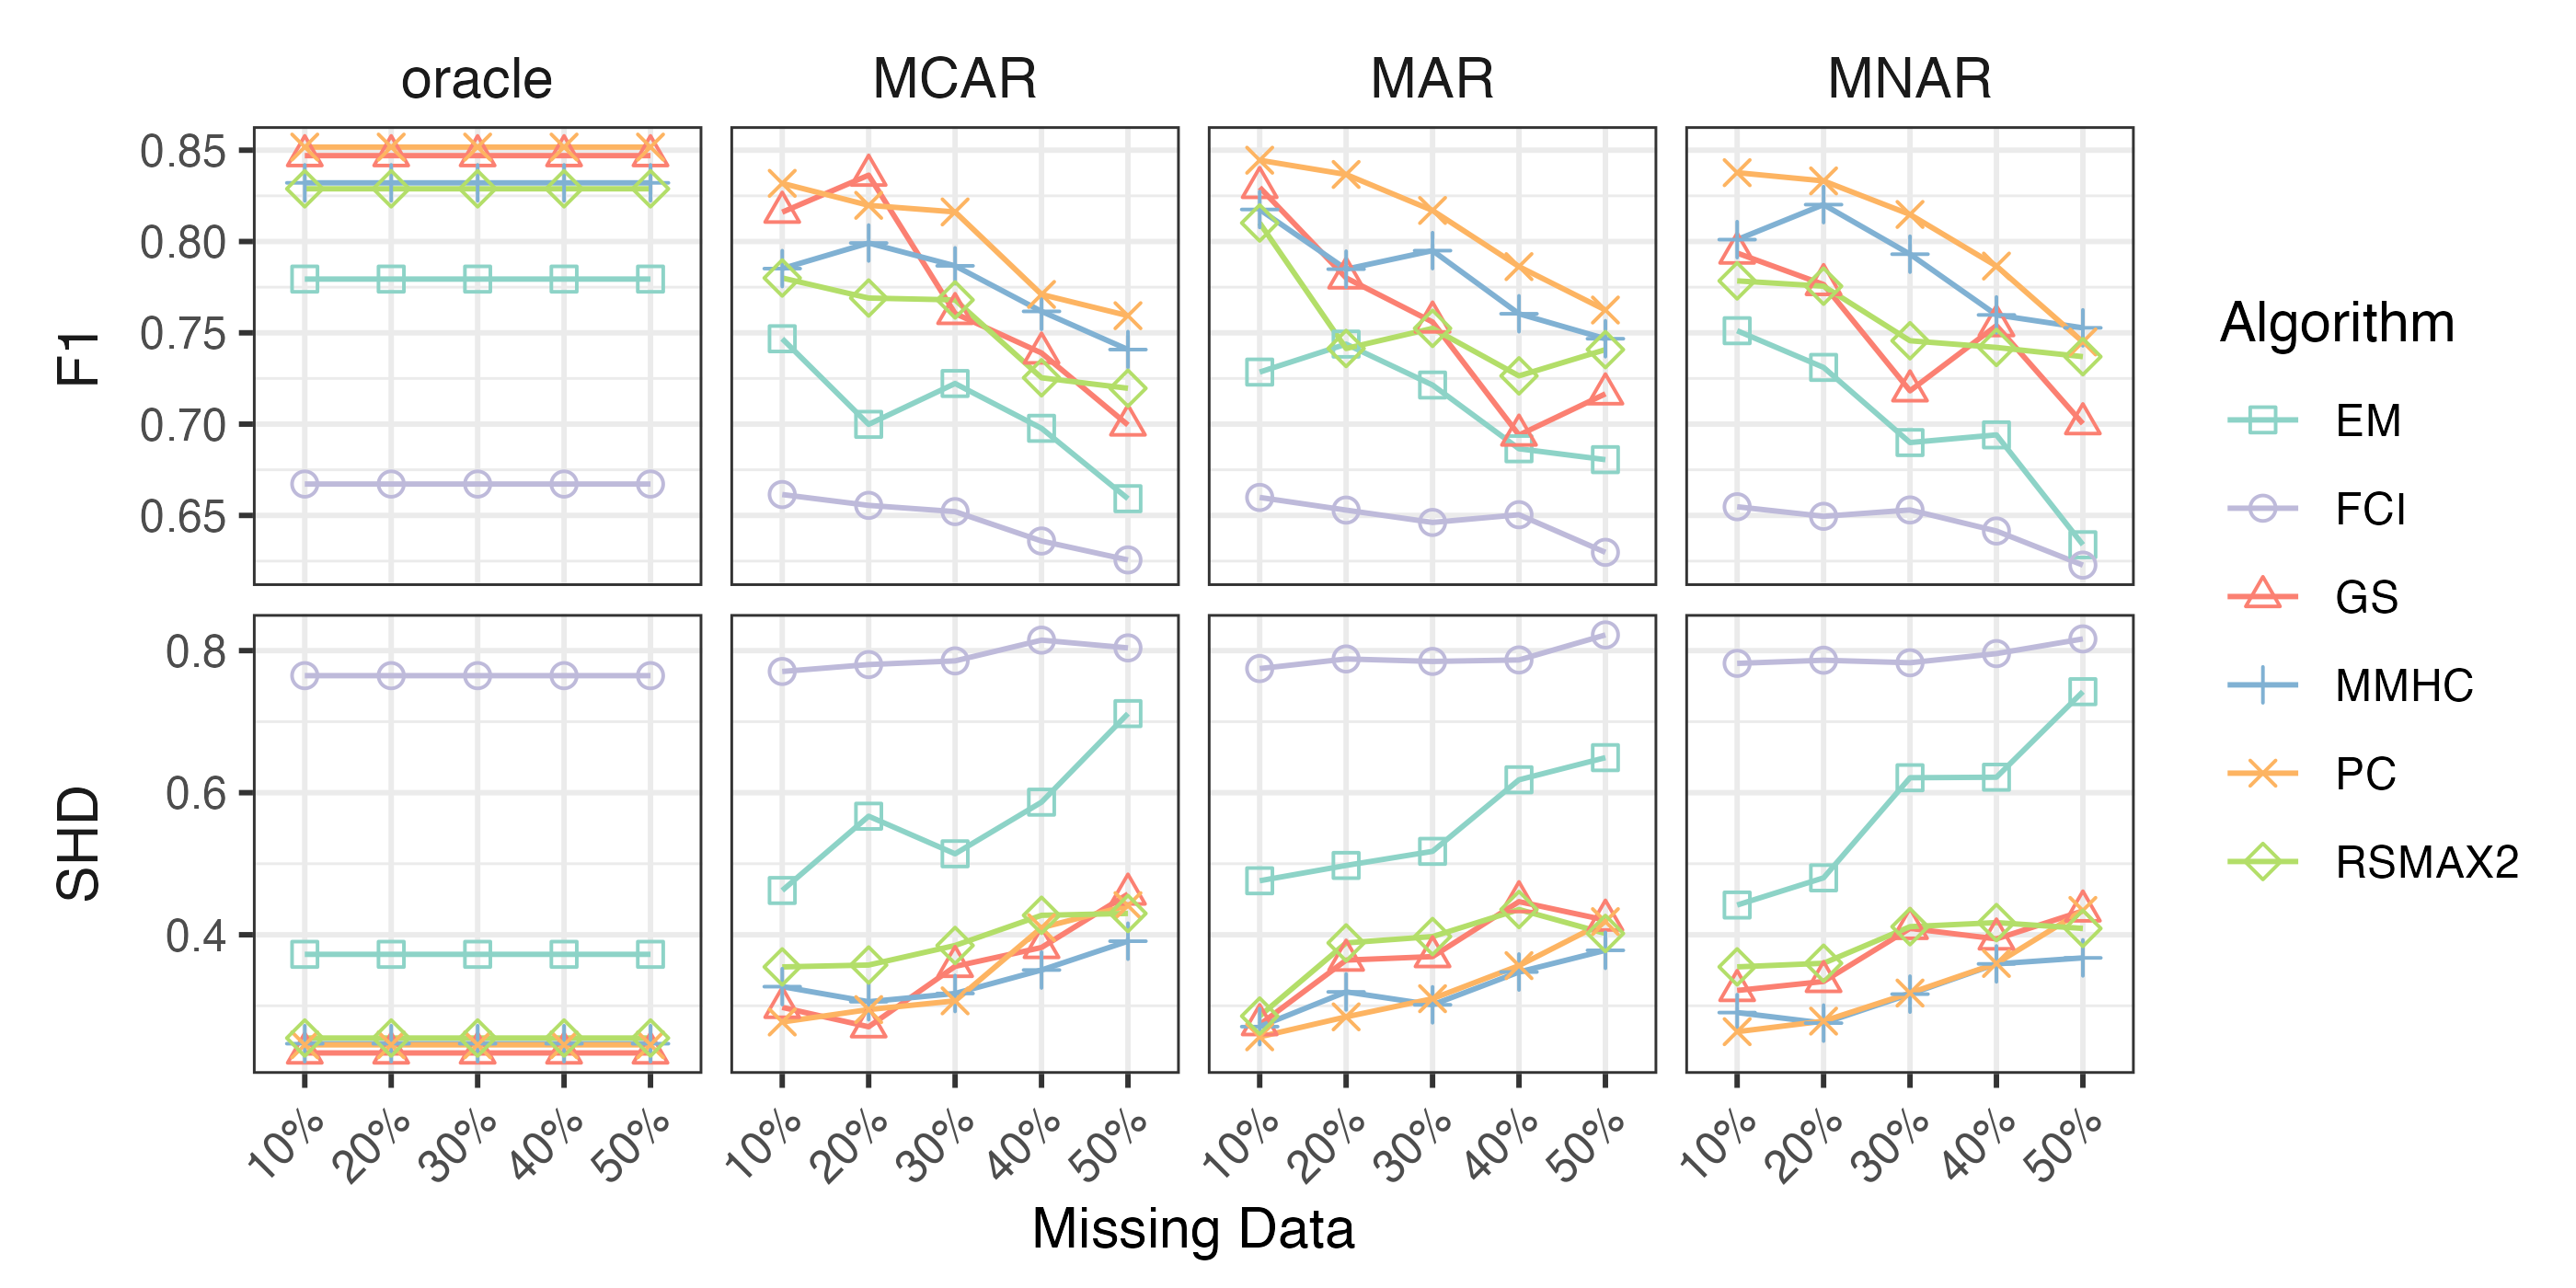 oracle MCAR MAR MNAR
F1
0.85
0.80
0.75
0.70
0.65
SHD
0.8
0.6
0.4
10% 20% 30% 40% 50% 10% 20% 30% 40% 50% 10% 20% 30% 40% 50% 10% 20% 30% 40% 50%
Missing Data
Algorithm
EM
FCI
GS
MMHC
PC
RSMAX2